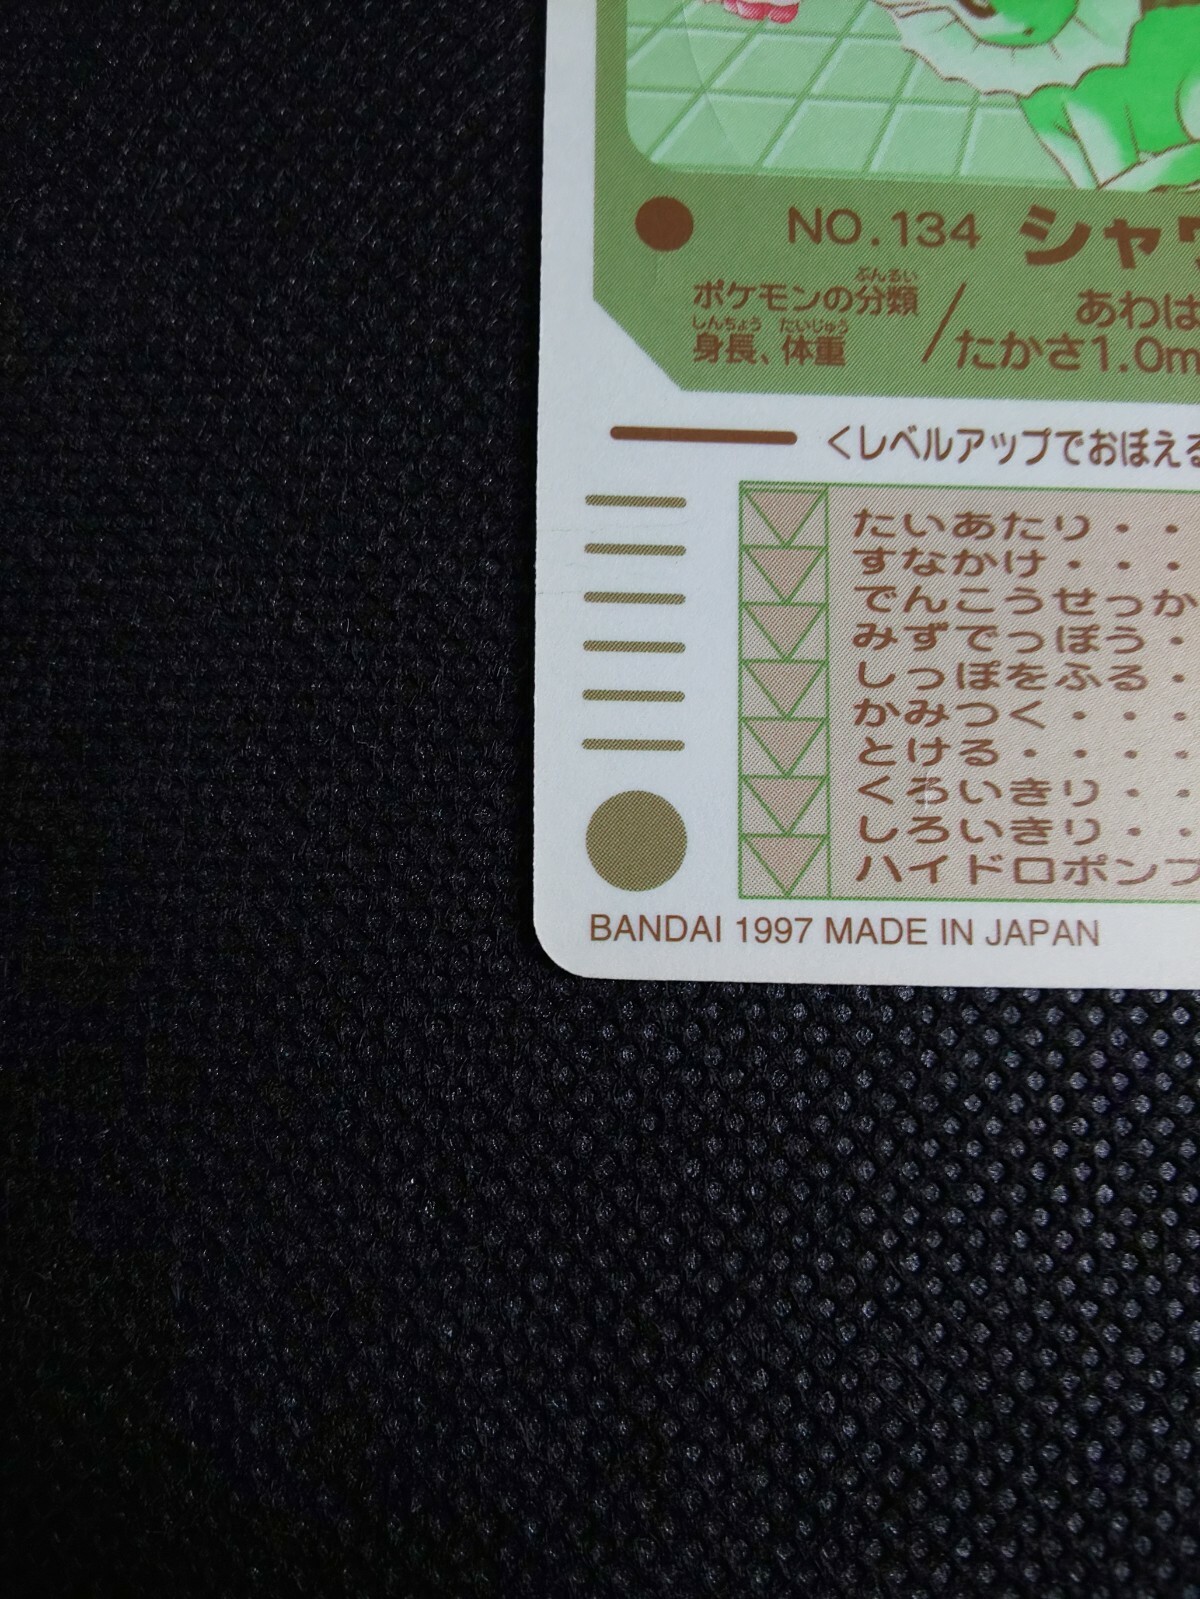 NO.134 シャワ
ぶんるい
ポケモンの分類
しんちょう たいじゅう
身長、体重
/
あわは
たかさ1.0m
<レベルアップでおぼえる
たいあたり・・
すなかけ・・・
でんこうせっか
みずでっぽう・
しっぽをふる・
かみつく・・・
とける・・・・
くろいきり・・
しろいきり・・
ハイドロポンプ
BANDAI 1997 MADE IN JAPAN